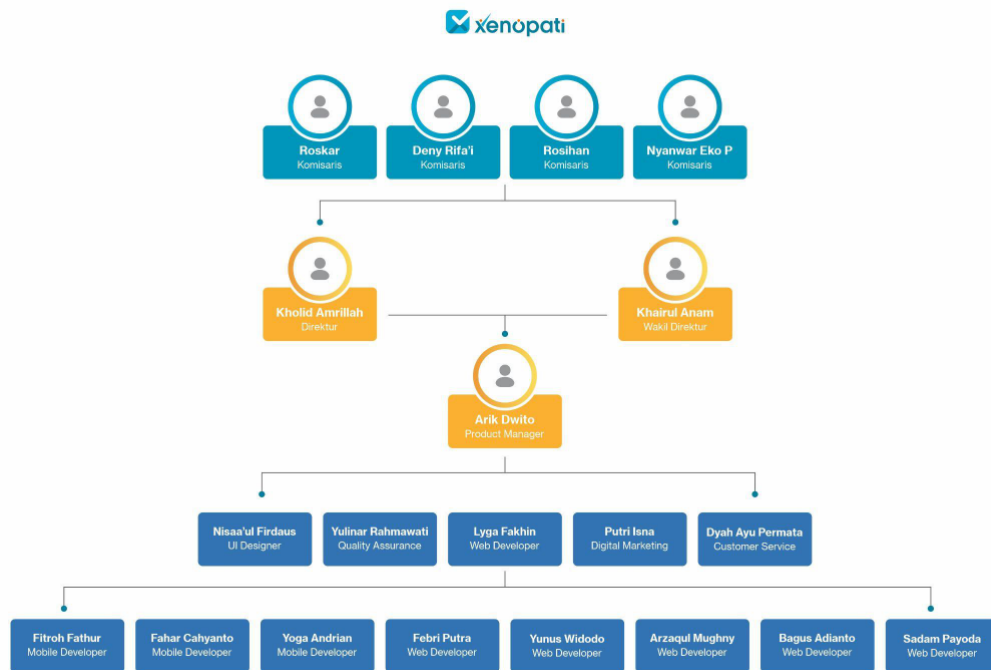 xenopati
Roskar
Komisaris
Deny Rifa'i
Komisaris
Rosihan
Komisaris
Nyanwar Eko P
Komisaris
Kholid Amrillah
Direktur
Khairul Anam
Wakil Direktur
Arik Dwito
Product Manager
Nisaa'ul Firdaus
UI Designer
Yulinar Rahmawati
Quality Assurance
Lyga Fakhin
Web Developer
Putri Isna
Digital Marketing
Dyah Ayu Permata
Customer Service
Fitroh Fathur
Mobile Developer
Fahar Cahyanto
Mobile Developer
Yoga Andrian
Mobile Developer
Febri Putra
Web Developer
Yunus Widodo
Web Developer
Arzaqul Mughny
Web Developer
Bagus Adianto
Web Developer
Sadam Payoda
Web Developer